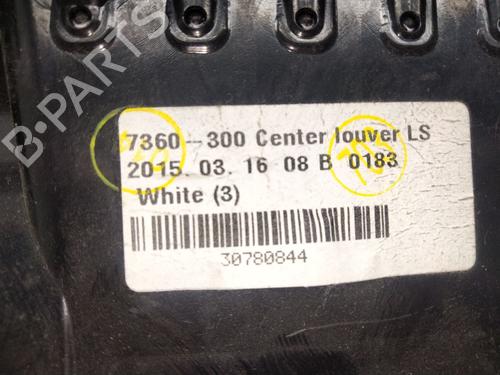 B-PARTS
7360-300 Center louver LS
2015. 03. 16 08 B 0183
White (3)
30780844